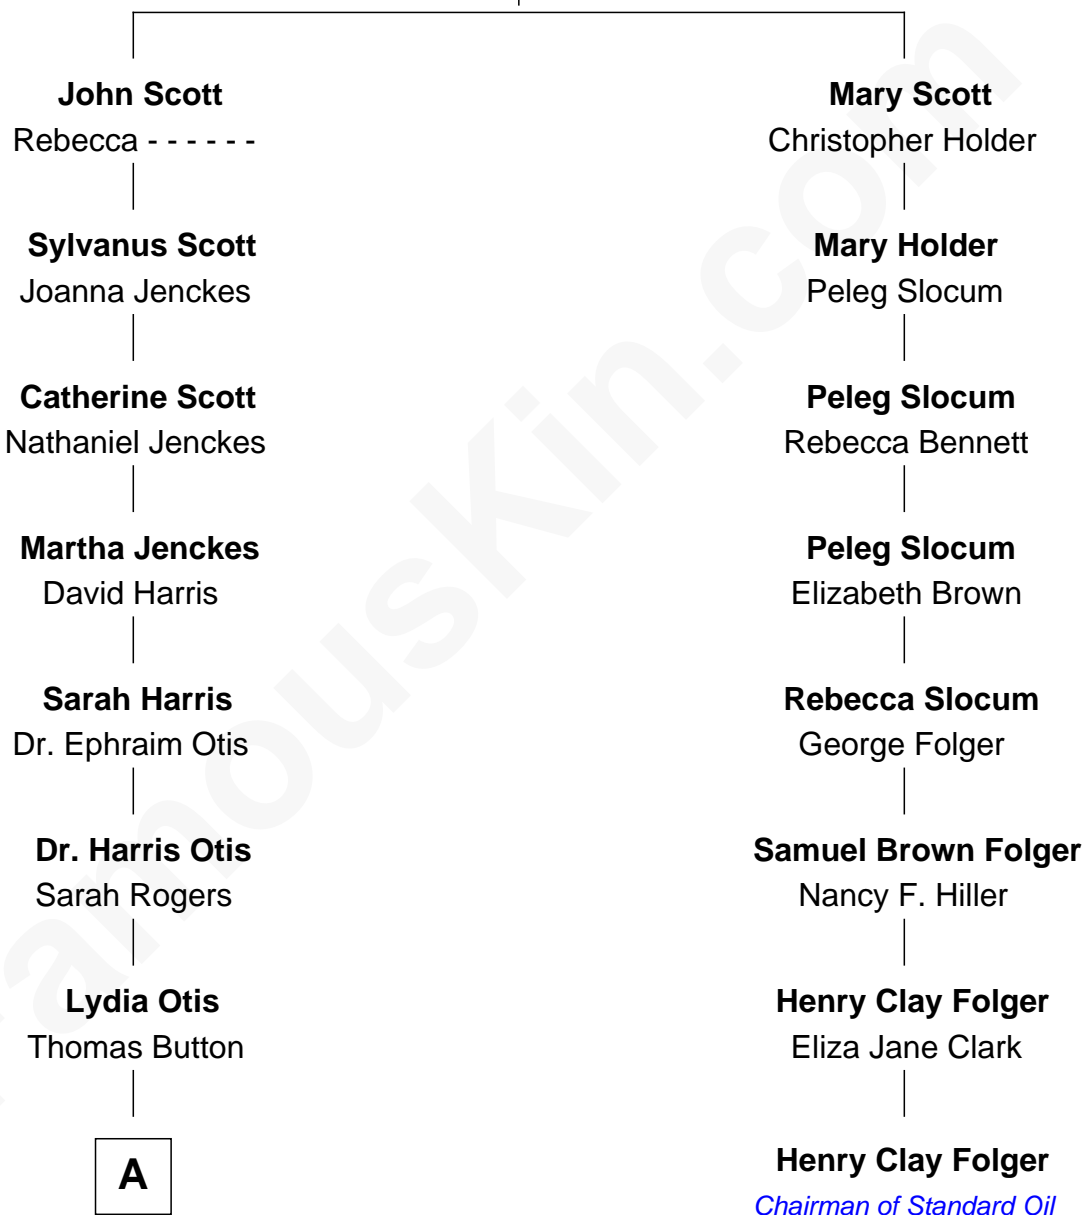 John Scott
Rebecca - - - - - -
Mary Scott
Christopher Holder
Sylvanus Scott
Joanna Jenckes
Mary Holder
Peleg Slocum
Catherine Scott
Nathaniel Jenckes
Peleg Slocum
Rebecca Bennett
Martha Jenckes
David Harris
Peleg Slocum
Elizabeth Brown
Sarah Harris
Dr. Ephraim Otis
Rebecca Slocum
George Folger
Dr. Harris Otis
Sarah Rogers
Samuel Brown Folger
Nancy F. Hiller
Lydia Otis
Thomas Button
Henry Clay Folger
Eliza Jane Clark
A
Henry Clay Folger
Chairman of Standard Oil
FamousKin.com